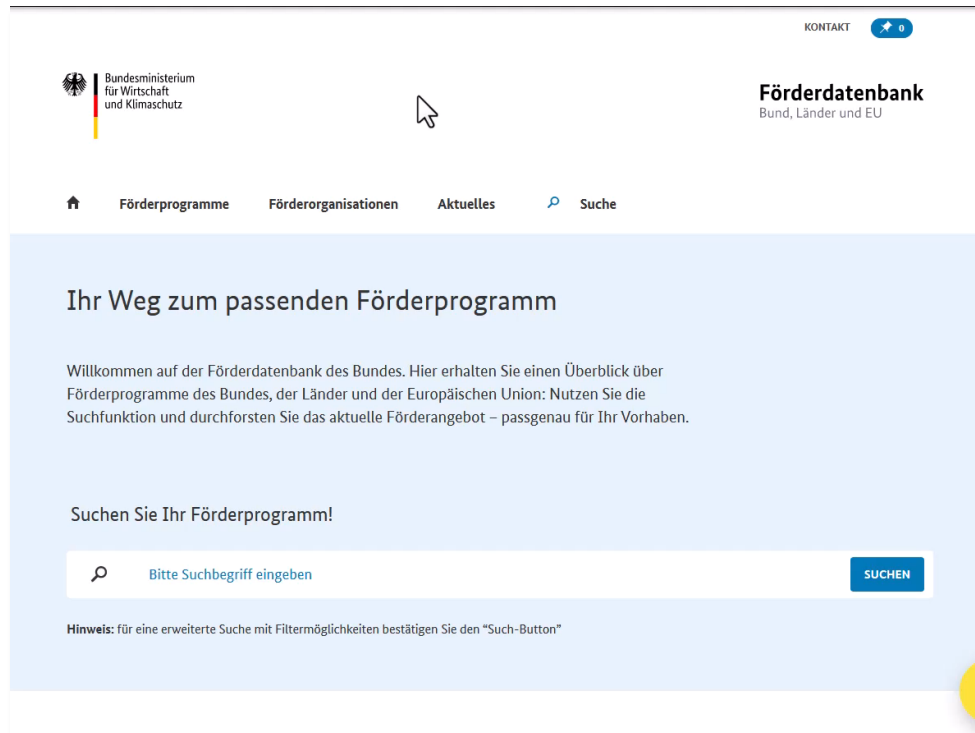 KONTAKT 0
Bundesministerium
für Wirtschaft
und Klimaschutz
Förderdatenbank
Bund, Länder und EU
Förderprogramme Förderorganisationen Aktuelles Suche
Ihr Weg zum passenden Förderprogramm
Willkommen auf der Förderdatenbank des Bundes. Hier erhalten Sie einen Überblick über
Förderprogramme des Bundes, der Länder und der Europäischen Union: Nutzen Sie die
Suchfunktion und durchforsten Sie das aktuelle Förderangebot – passgenau für Ihr Vorhaben.
Suchen Sie Ihr Förderprogramm!
Bitte Suchbegriff eingeben SUCHEN
Hinweis: für eine erweiterte Suche mit Filtermöglichkeiten bestätigen Sie den “Such-Button”